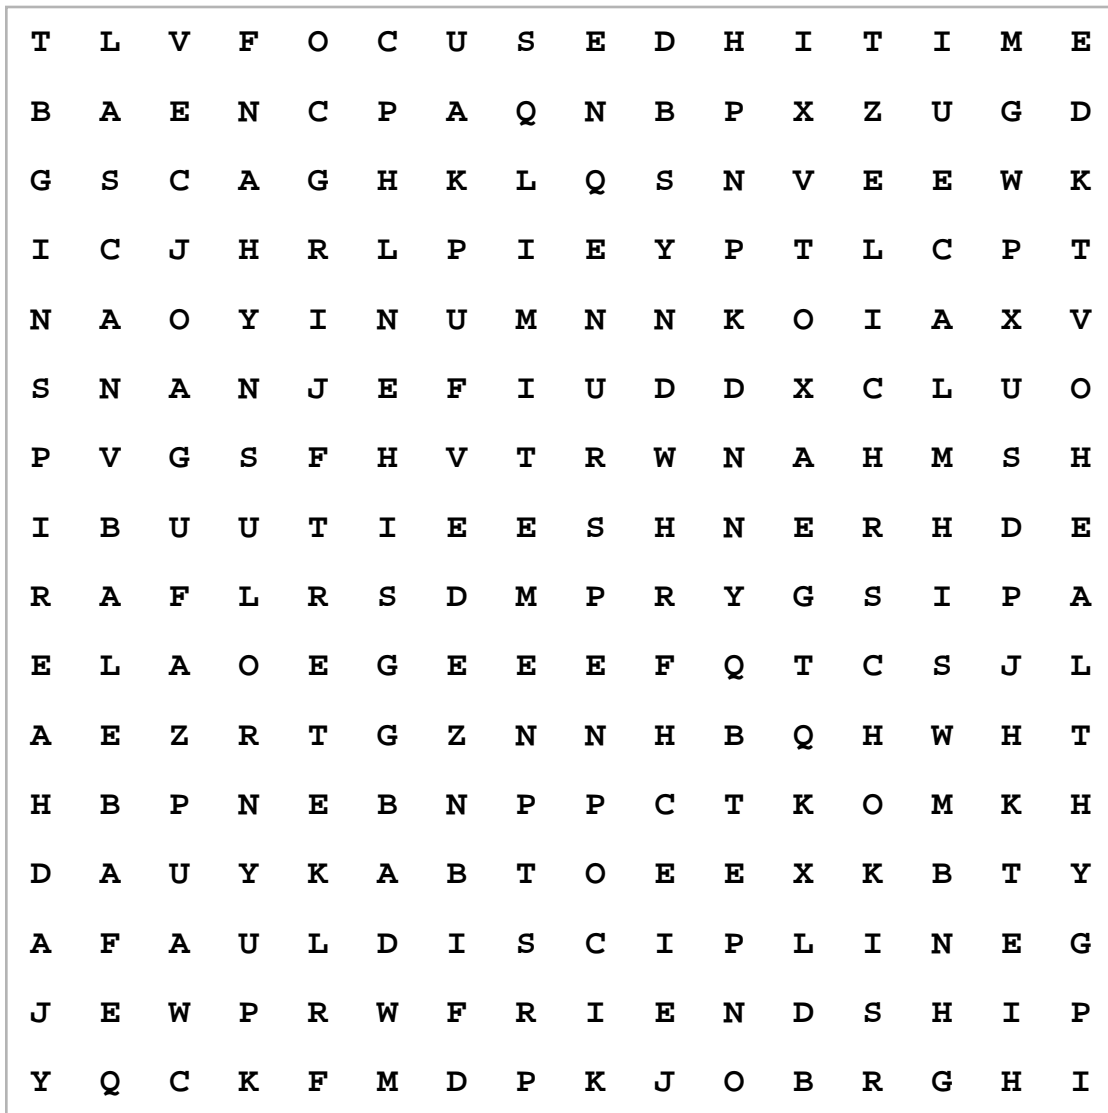 T L V F O C U S E D H I T I M E
B A E N C P A Q N B P X Z U G D
G S C A G H K L Q S N V E E W K
I C J H R L P I E Y P T L C P T
N A O Y I N U M N N K O I A X V
S N A N J E F I U D D X C L U O
P V G S F H V T R W N A H M S H
I B U U T I E E S H N E R H D E
R A F L R S D M P R Y G S I P A
E L A O E G E E E F Q T C S J L
A E Z R T G Z N N H B Q H W H T
H B P N E B N P P C T K O M K H
D A U Y K A B T O E E X K B T Y
A F A U L D I S C I P L I N E G
J E W P R W F R I E N D S H I P
Y Q C K F M D P K J O B R G H I